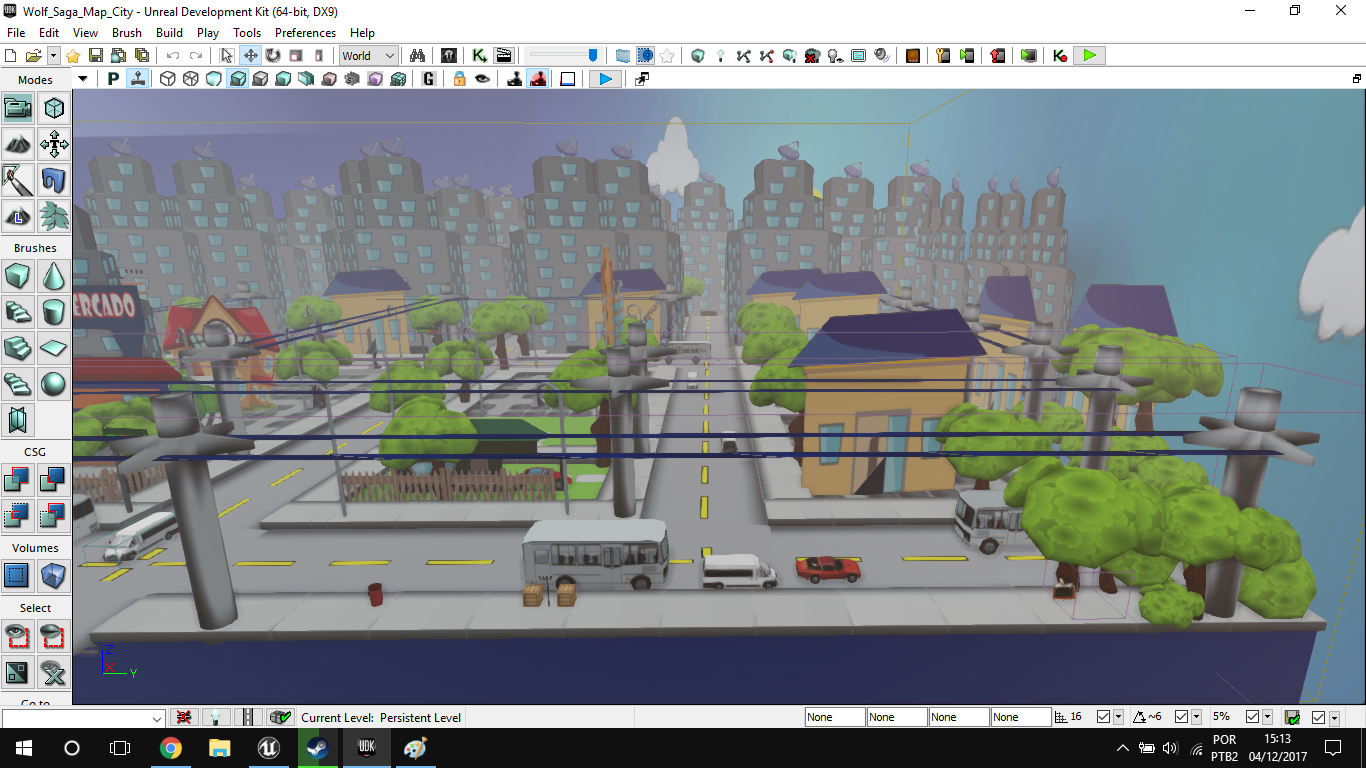 Wolf_Saga_Map_City - Unreal Development Kit (64-bit, DX9)
File Edit View Brush Build Play Tools Preferences Help
World
Modes
P
G
L
Brushes
ERCADO
CSG
Volumes
Select
Go to
Z
X Y
Current Level: Persistent Level
None None None None 16 ~6 5%
UDK
POR
PTB2
15:13
04/12/2017